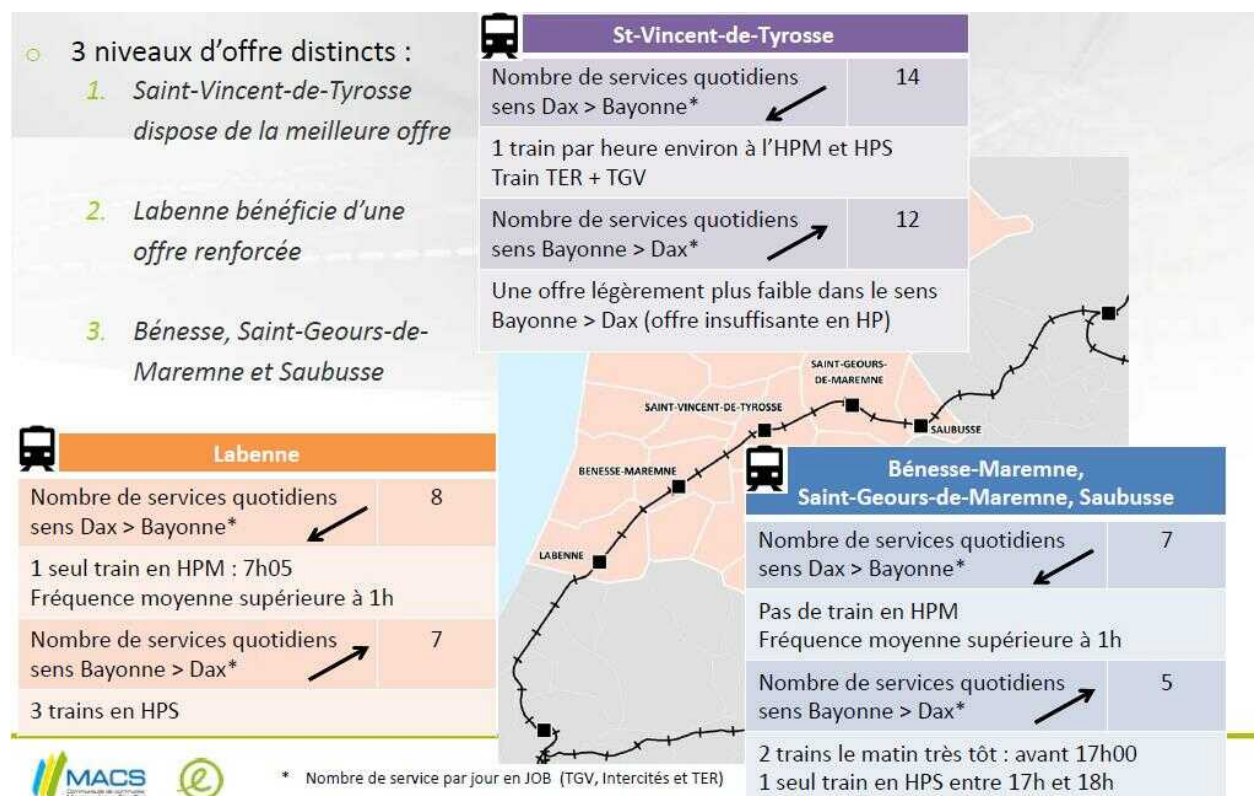 o 3 niveaux d'offre distincts :
1. Saint-Vincent-de-Tyrosse
dispose de la meilleure offre
2. Labenne bénéficie d'une
offre renforcée
3. Bénesse, Saint-Geours-de-
Maremne et Saubusse
St-Vincent-de-Tyrosse
Nombre de services quotidiens 14
sens Dax > Bayonne*
1 train par heure environ à l'HPM et HPS
Train TER + TGV
Nombre de services quotidiens 12
sens Bayonne > Dax*
Une offre légèrement plus faible dans le sens
Bayonne > Dax (offre insuffisante en HP)
SAINT-GEOURS-
DE-MAREMNE
SAINT-VINCENT-DE-TYROSSE
SAUBUSSE
BENESSE-MAREMNE
LABENNE
Labenne
Nombre de services quotidiens 8
sens Dax > Bayonne*
1 seul train en HPM : 7h05
Fréquence moyenne supérieure à 1h
Nombre de services quotidiens 7
sens Bayonne > Dax*
3 trains en HPS
Bénesse-Maremne,
Saint-Geours-de-Maremne, Saubusse
Nombre de services quotidiens 7
sens Dax > Bayonne*
Pas de train en HPM
Fréquence moyenne supérieure à 1h
Nombre de services quotidiens 5
sens Bayonne > Dax*
2 trains le matin très tôt : avant 17h00
1 seul train en HPS entre 17h et 18h
MACS
* Nombre de service par jour en JOB (TGV, Intercités et TER)